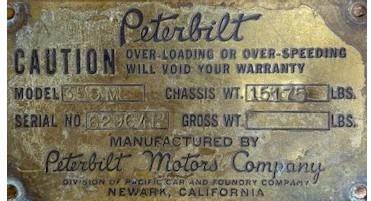 Peterbilt
CAUTION OVER-LOADING OR OVER-SPEEDING
WILL VOID YOUR WARRANTY
MODEL CHASSIS WT. 15175 LBS.
SERIAL NO. GROSS WT. LBS.
MANUFACTURED BY
Peterbilt Motors Company
DIVISION OF PACIFIC CAR AND FOUNDRY COMPANY
NEWARK, CALIFORNIA